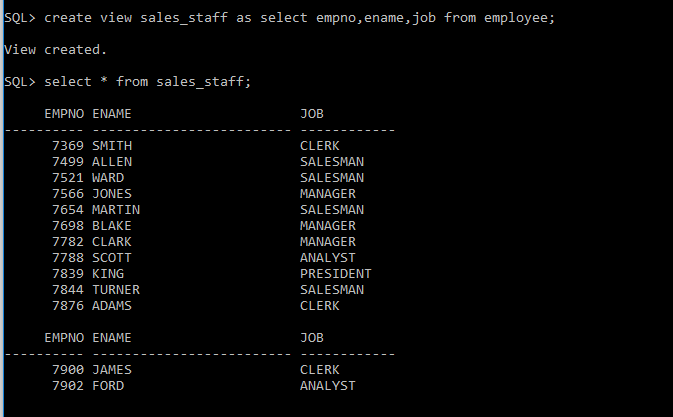 SQL> create view sales_staff as select empno,ename,job from employee;
View created.
SQL> select * from sales_staff;
EMPNO ENAME JOB
---------- ------------------------- ------------
7369 SMITH CLERK
7499 ALLEN SALESMAN
7521 WARD SALESMAN
7566 JONES MANAGER
7654 MARTIN SALESMAN
7698 BLAKE MANAGER
7782 CLARK MANAGER
7788 SCOTT ANALYST
7839 KING PRESIDENT
7844 TURNER SALESMAN
7876 ADAMS CLERK
EMPNO ENAME JOB
---------- ------------------------- ------------
7900 JAMES CLERK
7902 FORD ANALYST